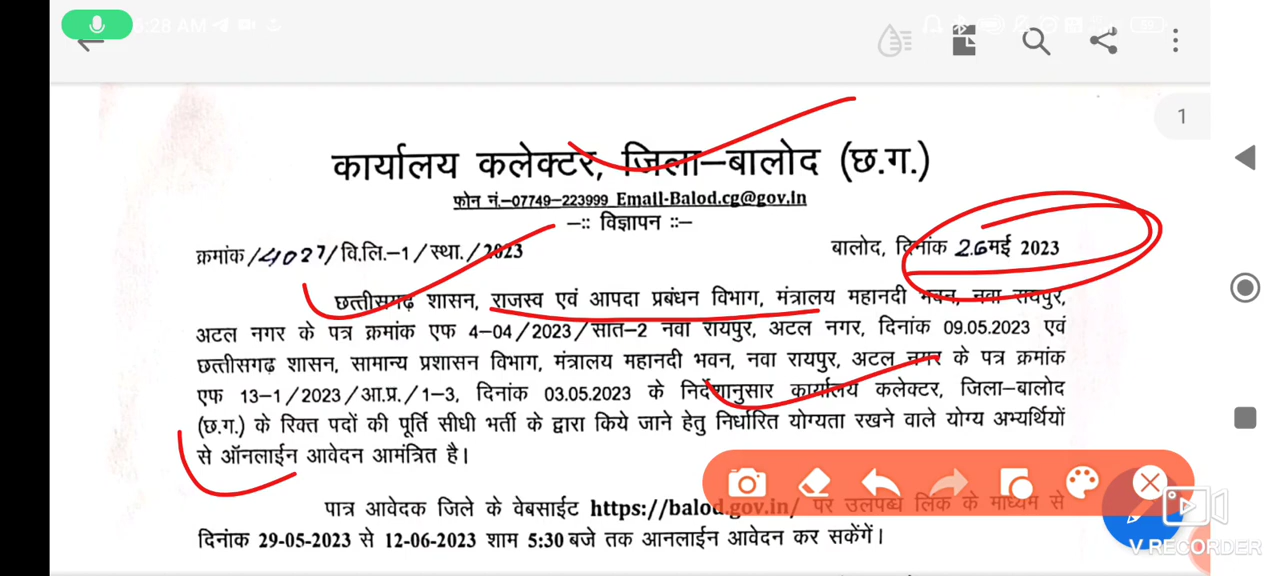 5:28 AM
1
कार्यालय कलेक्टर, जिला–बालोद (छ.ग.)
फोन नं.-07749-223999 Email-Balod.cg@gov.in
–:: विज्ञापन ::–
क्रमांक/4027/वि.लि.-1/स्था./2023 बालोद, दिनांक 26 मई 2023
छत्तीसगढ़ शासन, राजस्व एवं आपदा प्रबंधन विभाग, मंत्रालय महानदी भवन, नवा रायपुर,
अटल नगर के पत्र क्रमांक एफ 4-04/2023/सात-2 नवा रायपुर, अटल नगर, दिनांक 09.05.2023 एवं
छत्तीसगढ़ शासन, सामान्य प्रशासन विभाग, मंत्रालय महानदी भवन, नवा रायपुर, अटल नगर के पत्र क्रमांक
एफ 13-1/2023/आ.प्र./1-3, दिनांक 03.05.2023 के निर्देशानुसार कार्यालय कलेक्टर, जिला-बालोद
(छ.ग.) के रिक्त पदों की पूर्ति सीधी भर्ती के द्वारा किये जाने हेतु निर्धारित योग्यता रखने वाले योग्य अभ्यर्थियों
से ऑनलाईन आवेदन आमंत्रित है।
पात्र आवेदक जिले के वेबसाईट https://balod.gov.in/ पर उपलब्ध लिंक के माध्यम से
दिनांक 29-05-2023 से 12-06-2023 शाम 5:30 बजे तक आनलाईन आवेदन कर सकेंगें।
V RECORDER